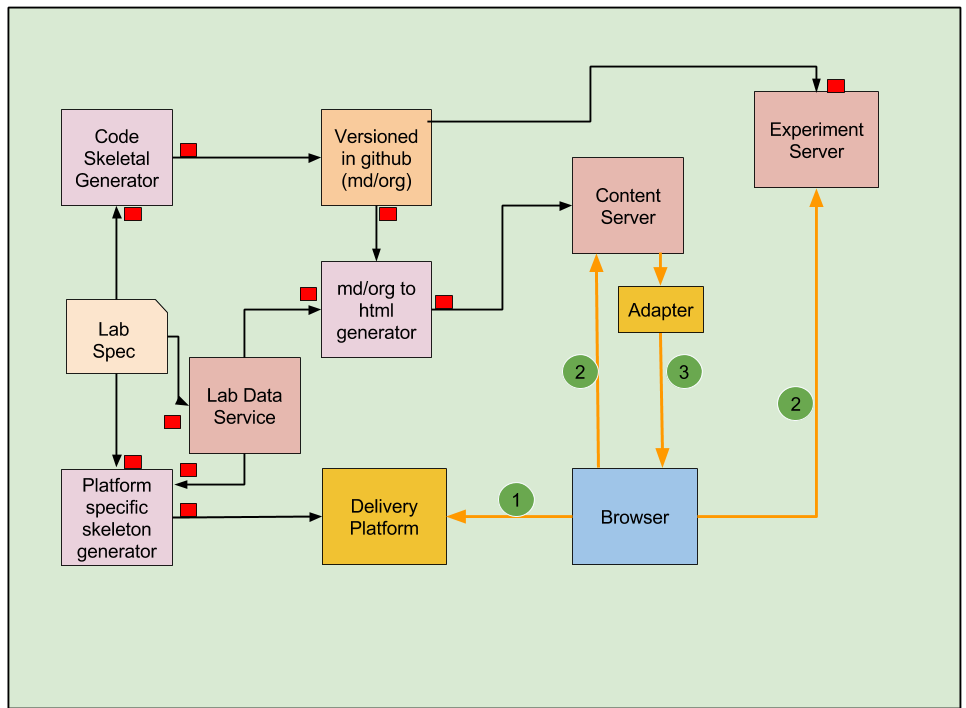 Code
Skeletal
Generator
Versioned
in github
(md/org)
Experiment
Server
Content
Server
md/org to
html
generator
Adapter
Lab
Spec
2
3
Lab Data
Service
2
Platform
specific
skeleton
generator
Delivery
Platform
1
Browser